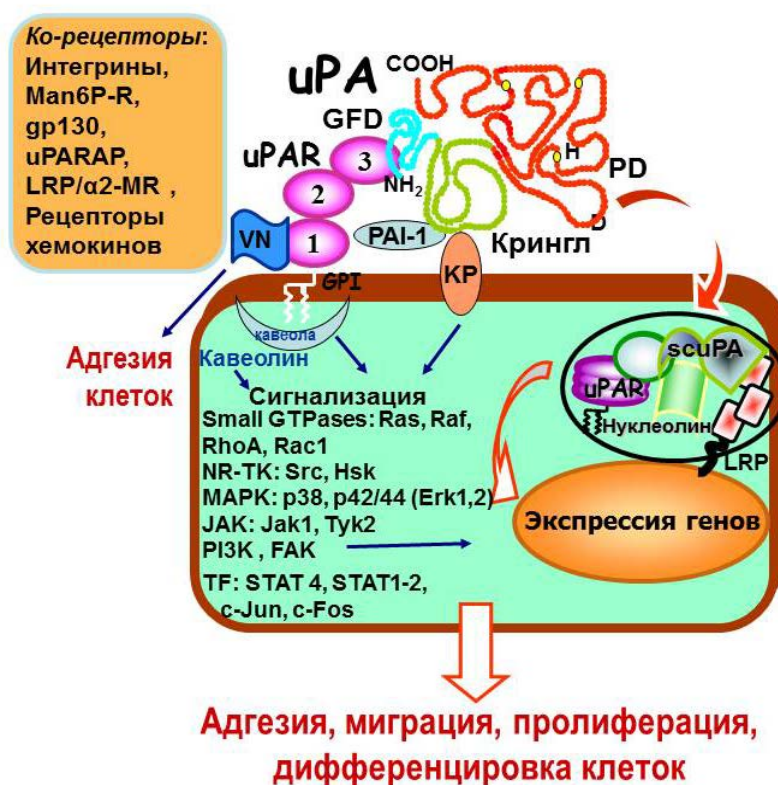 Ко-рецепторы:
Интегрины,
Man6P-R,
gp130,
uPARAP,
LRP/α2-MR ,
Рецепторы
хемокинов
uPA
COOH
GFD
uPAR
3
2
1
NH2
H
PD
D
VN
PAI-1
Крингл
KP
GPI
кавеола
Адгезия
клеток
Кавеолин
Сигнализация
Small GTPases: Ras, Raf,
RhoA, Rac1
NR-TK: Src, Hsk
MAPK: p38, p42/44 (Erk1,2)
JAK: Jak1, Tyk2
PI3K , FAK
TF: STAT 4, STAT1-2,
c-Jun, c-Fos
scuPA
uPAR
Нуклеолин
LRP
Экспрессия генов
Адгезия, миграция, пролиферация,
дифференцировка клеток